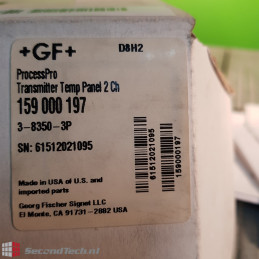 +GF+
D8H2
ProcessPro
Transmitter Temp Panel 2 Ch
159 000 197
3-8350-3P
SN: 61512021095
61512021095
159000197
Made in USA of U.S. and
imported parts
Georg Fischer Signet LLC
El Monte, CA 91731-2882 USA
SecondTech.nl